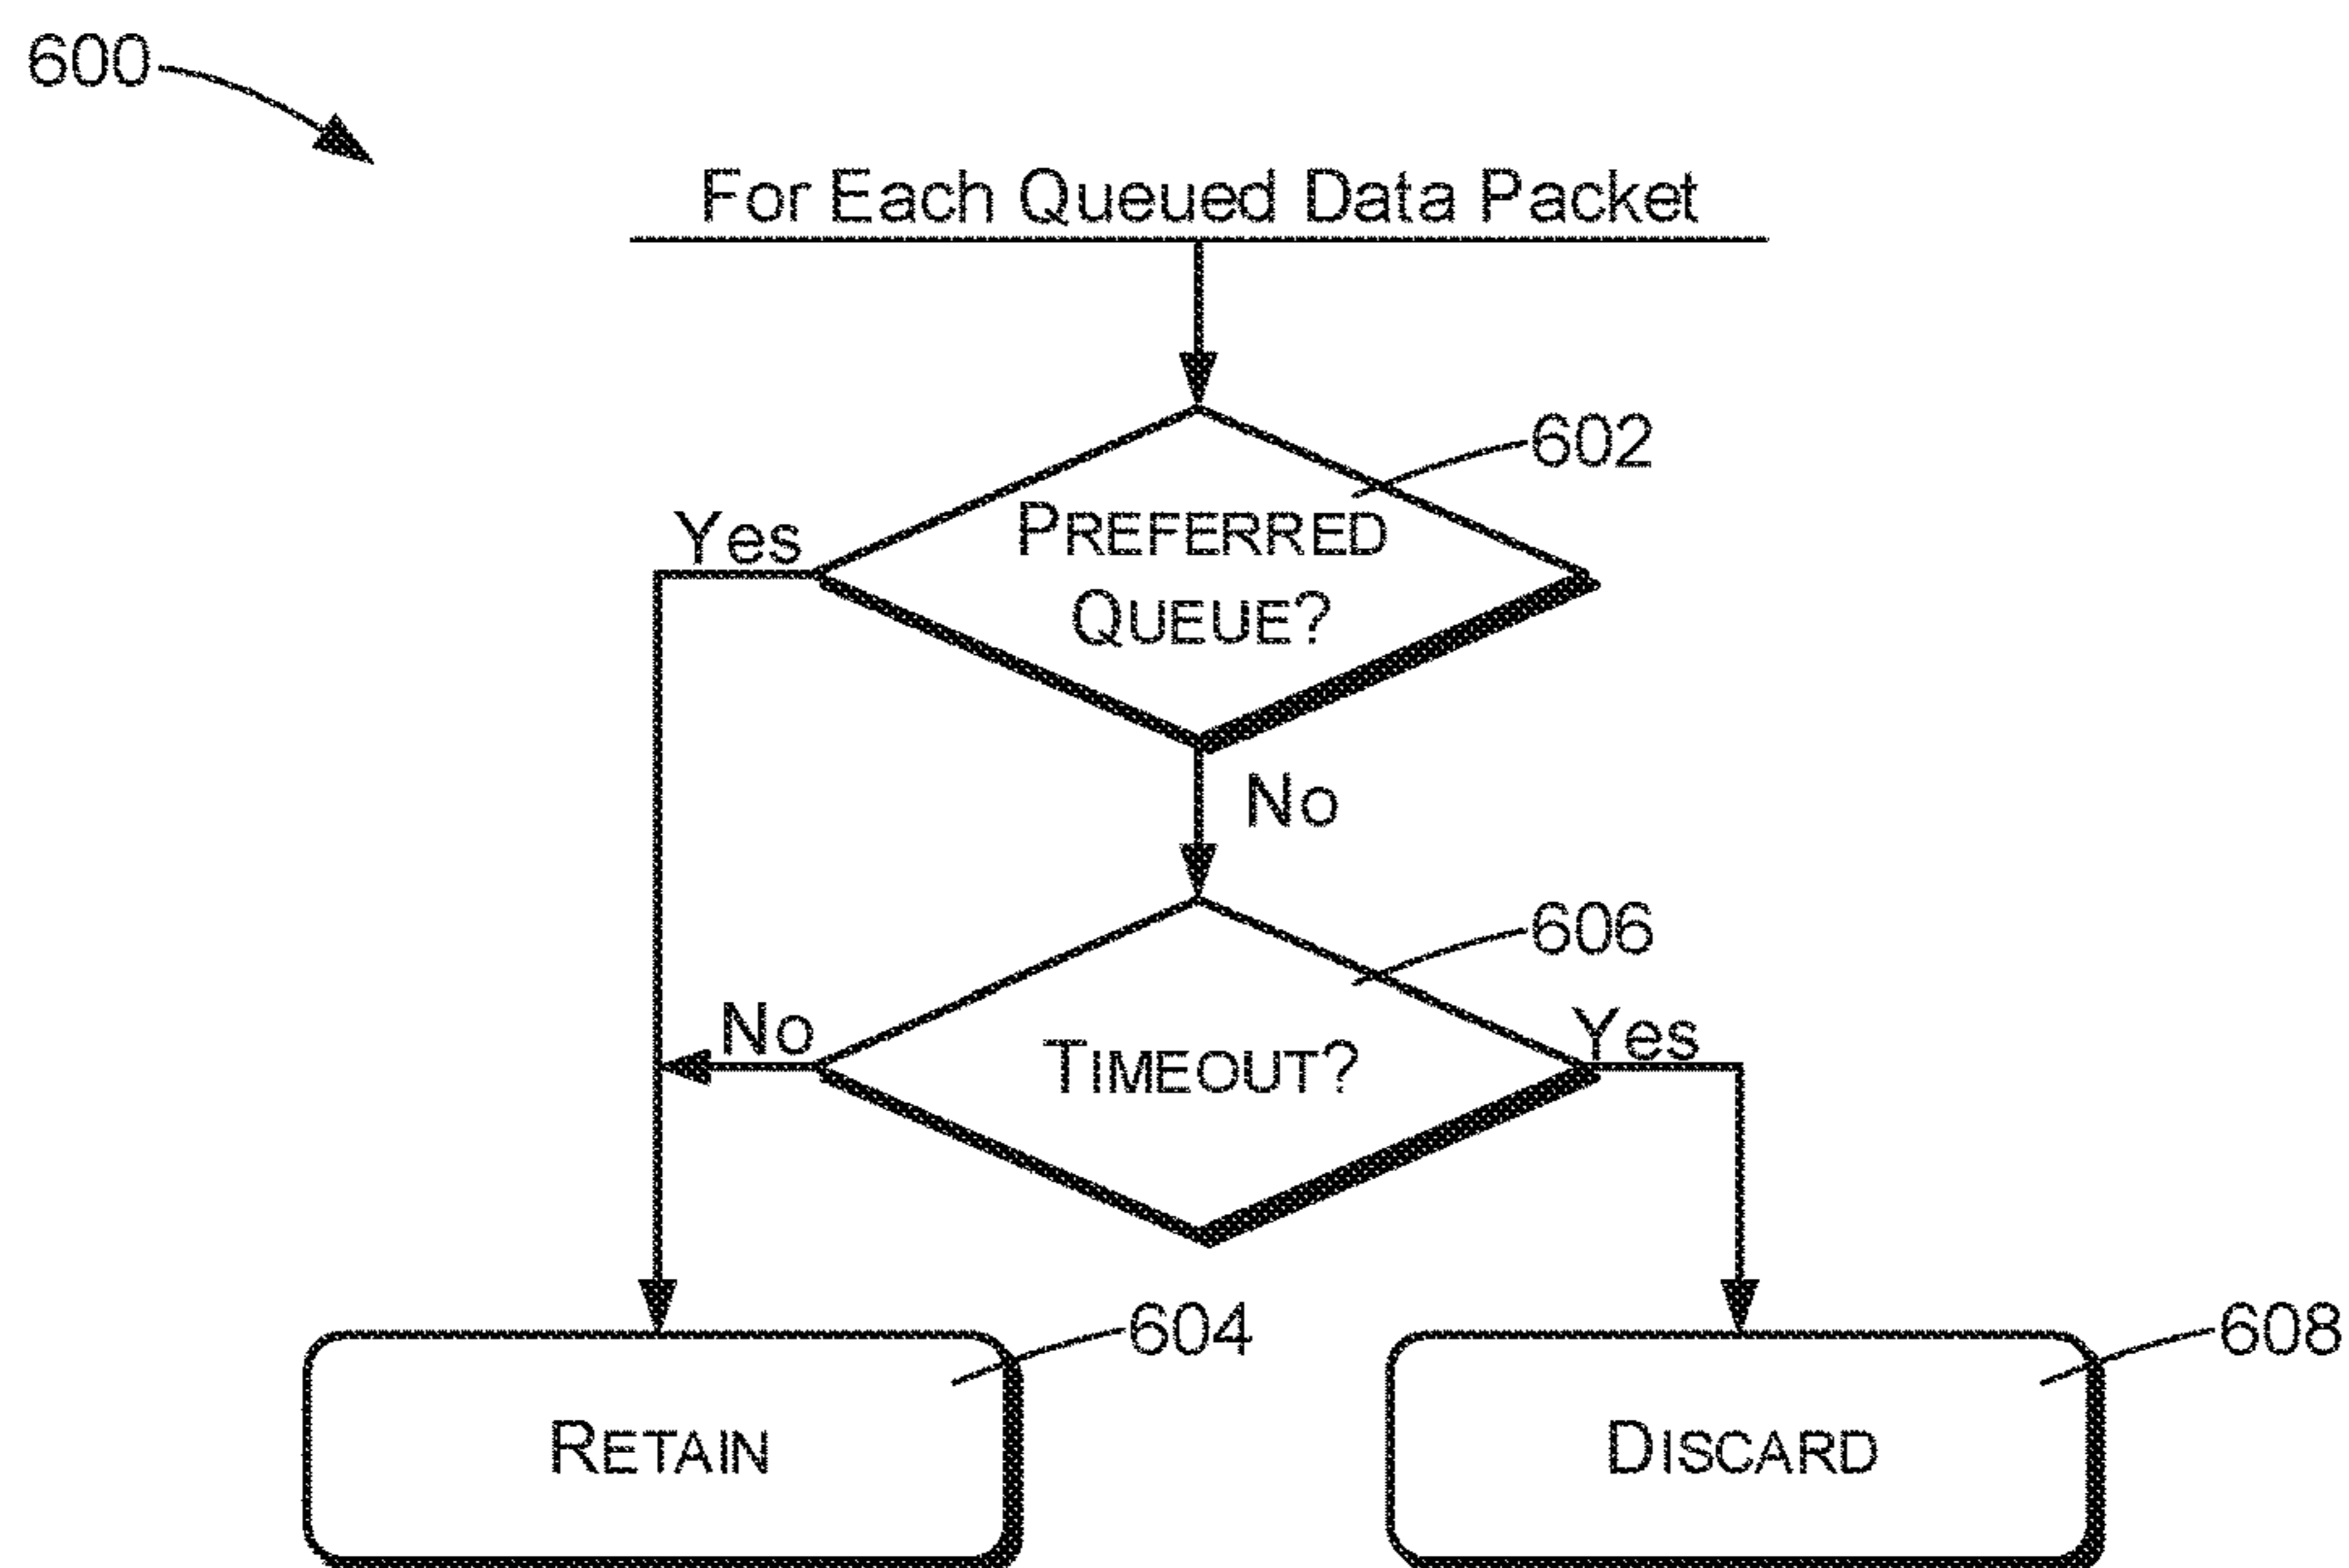 600
For Each Queued Data Packet
602
Yes
PREFERRED
QUEUE?
No
606
No
TIMEOUT?
Yes
604
608
RETAIN
DISCARD